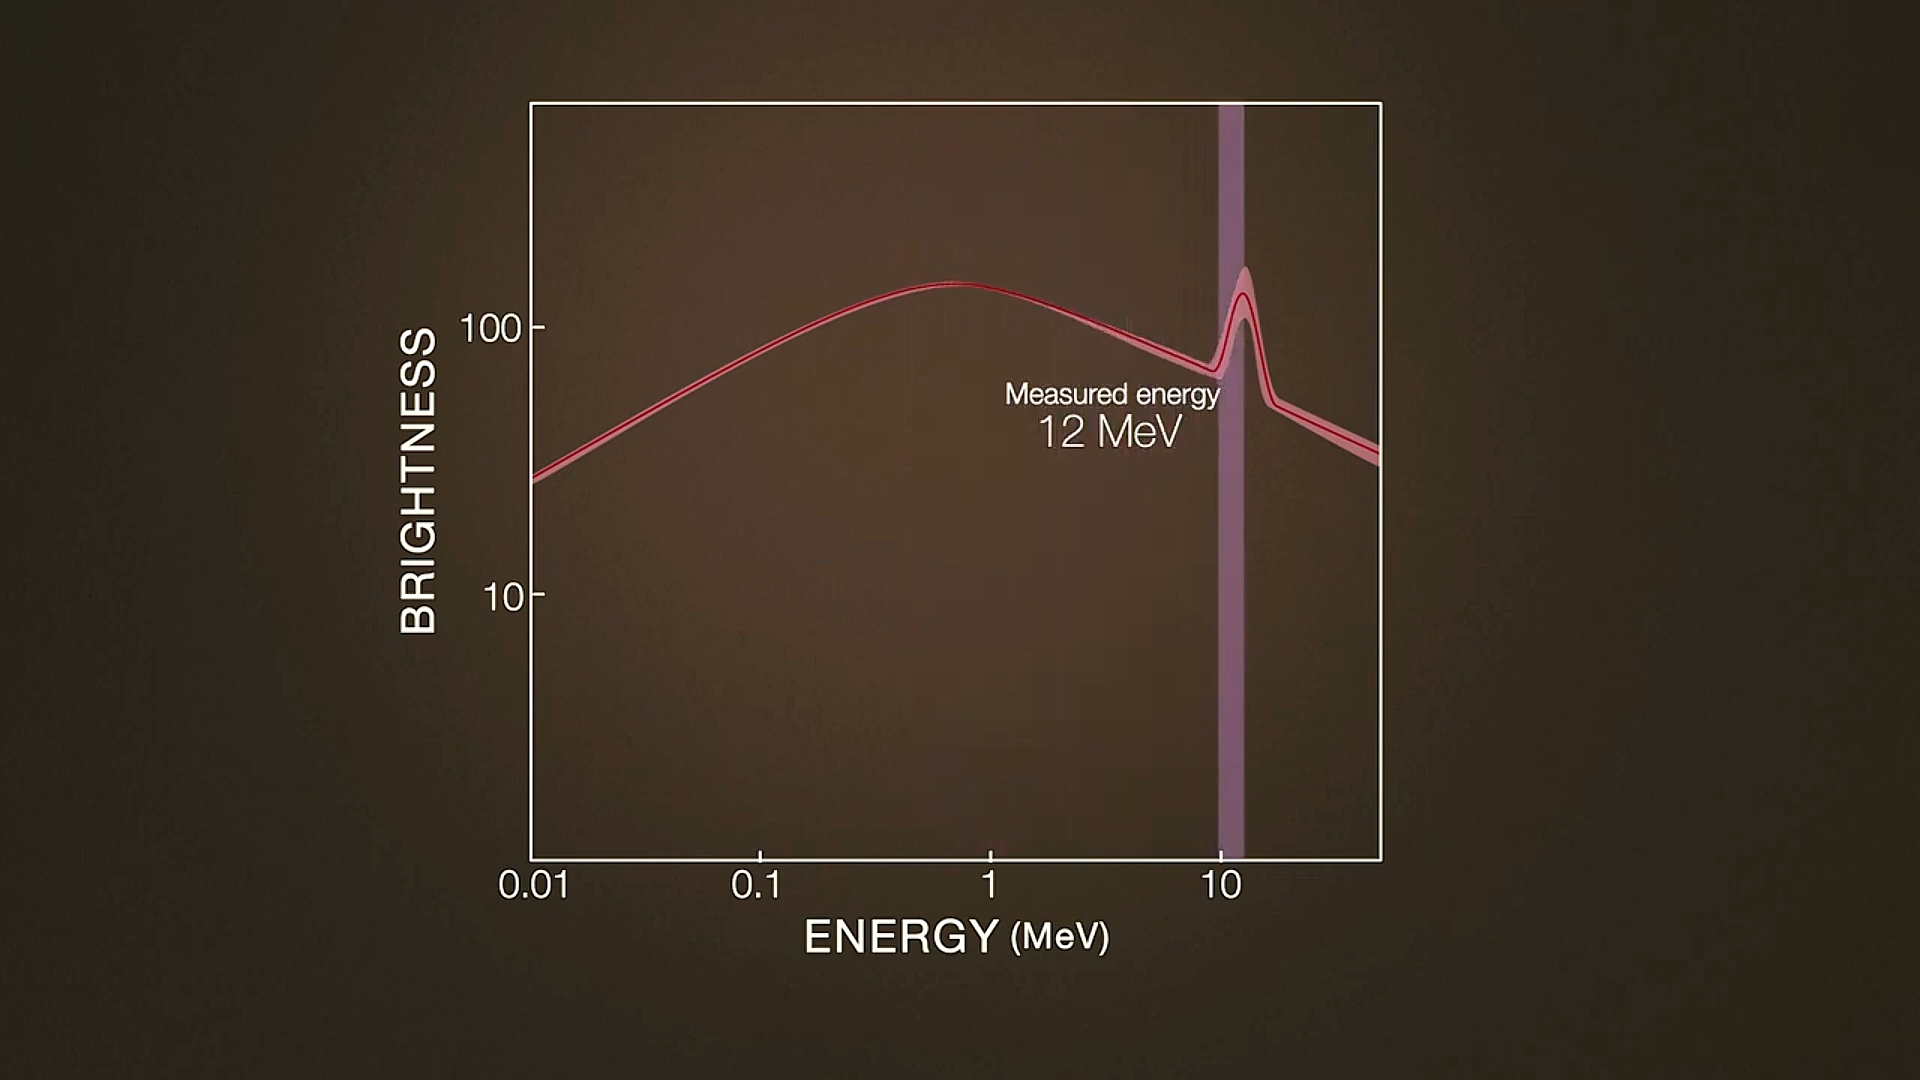 BRIGHTNESS
100
10
Measured energy
12 MeV
0.01 0.1 1 10
ENERGY (MeV)